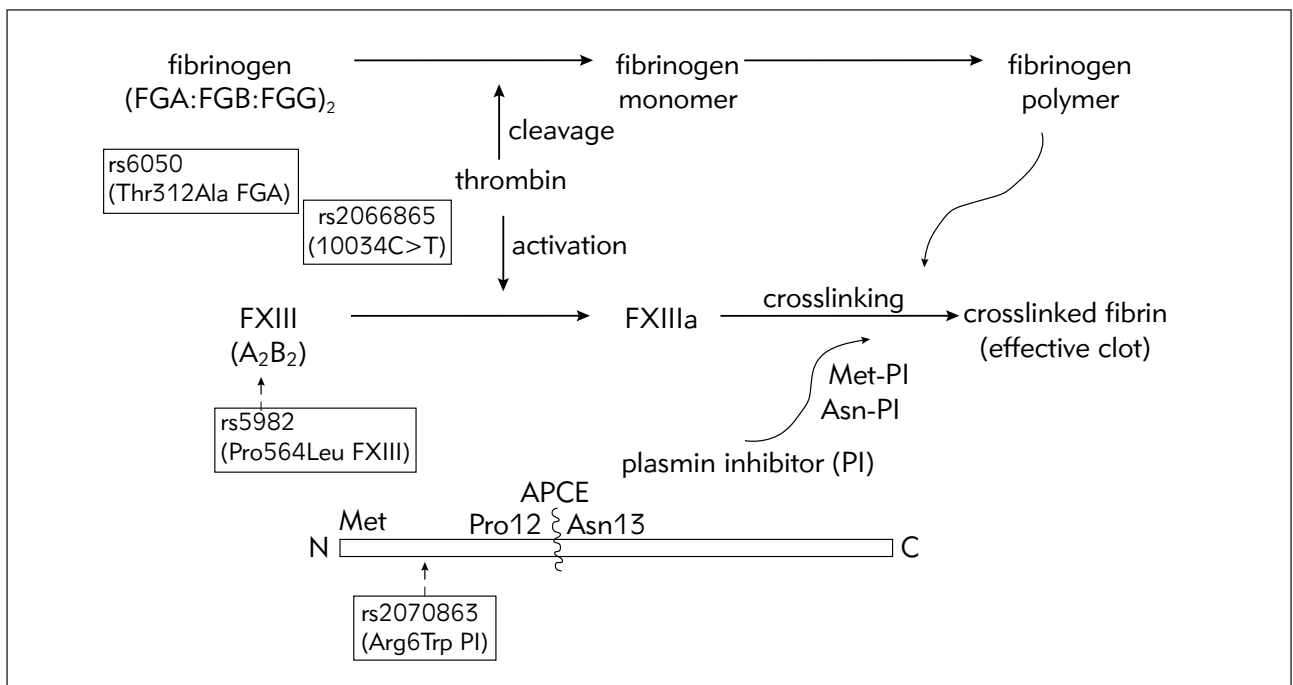 fibrinogen
(FGA:FGB:FGG)₂
fibrinogen
monomer
fibrinogen
polymer
cleavage
thrombin
rs6050
(Thr312Ala FGA)
rs2066865
(10034C>T)
activation
FXIII
(A₂B₂)
FXIIIa
crosslinking
crosslinked fibrin
(effective clot)
Met-PI
Asn-PI
rs5982
(Pro564Leu FXIII)
plasmin inhibitor (PI)
APCE
Met
Pro12
Asn13
N
C
rs2070863
(Arg6Trp PI)